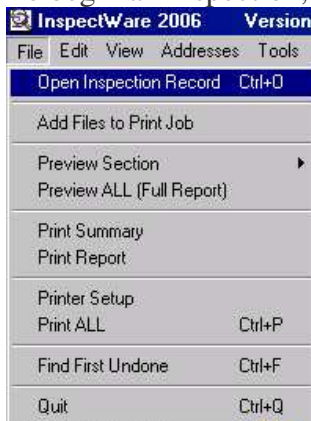 InspectWare 2006 Version
File Edit View Addresses Tools
Open Inspection Record Ctrl+O
Add Files to Print Job
Preview Section
Preview ALL (Full Report)
Print Summary
Print Report
Printer Setup
Print ALL Ctrl+P
Find First Undone Ctrl+F
Quit Ctrl+Q